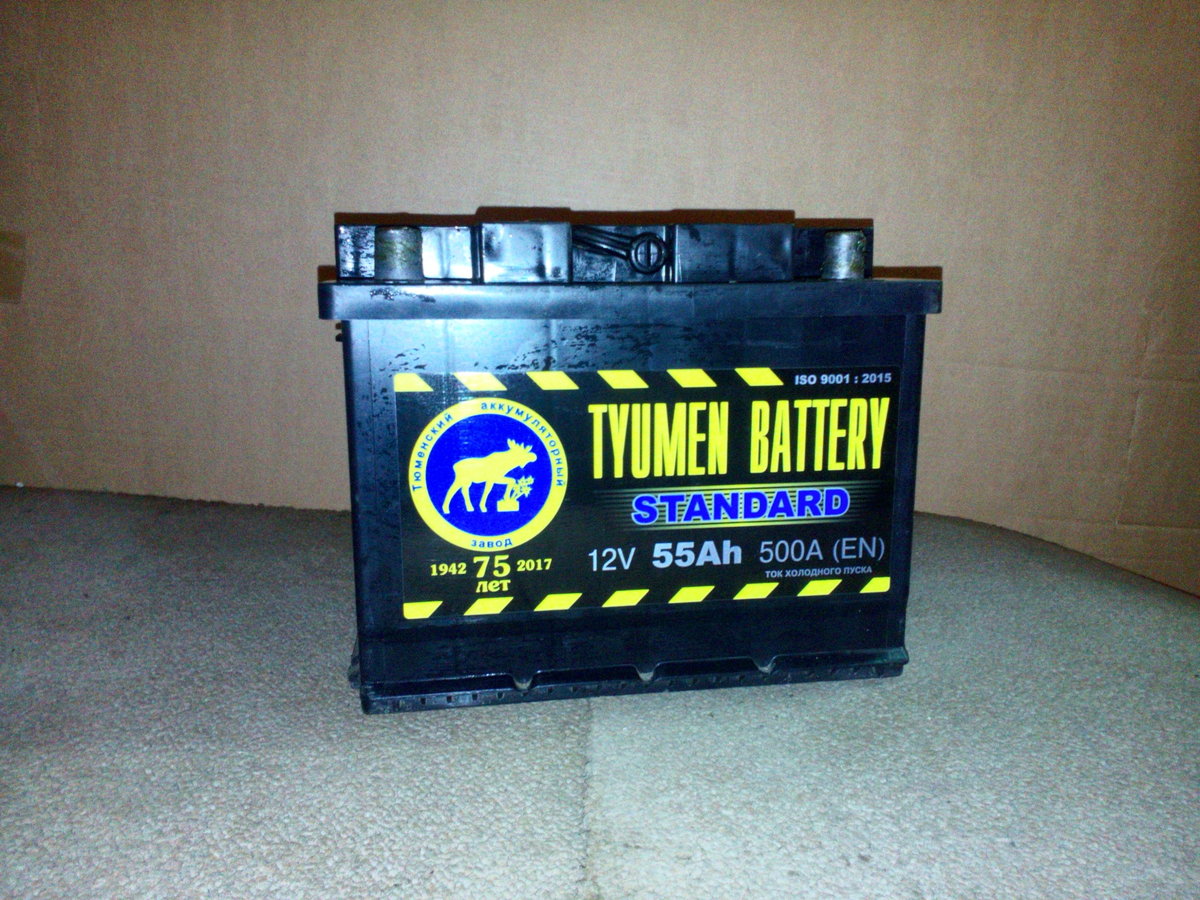 ISO 9001 : 2015
Тюменский аккумуляторный
завод
TYUMEN BATTERY
STANDARD
12V 55Ah 500A (EN)
ТОК ХОЛОДНОГО ПУСКА
1942 75 2017
лет